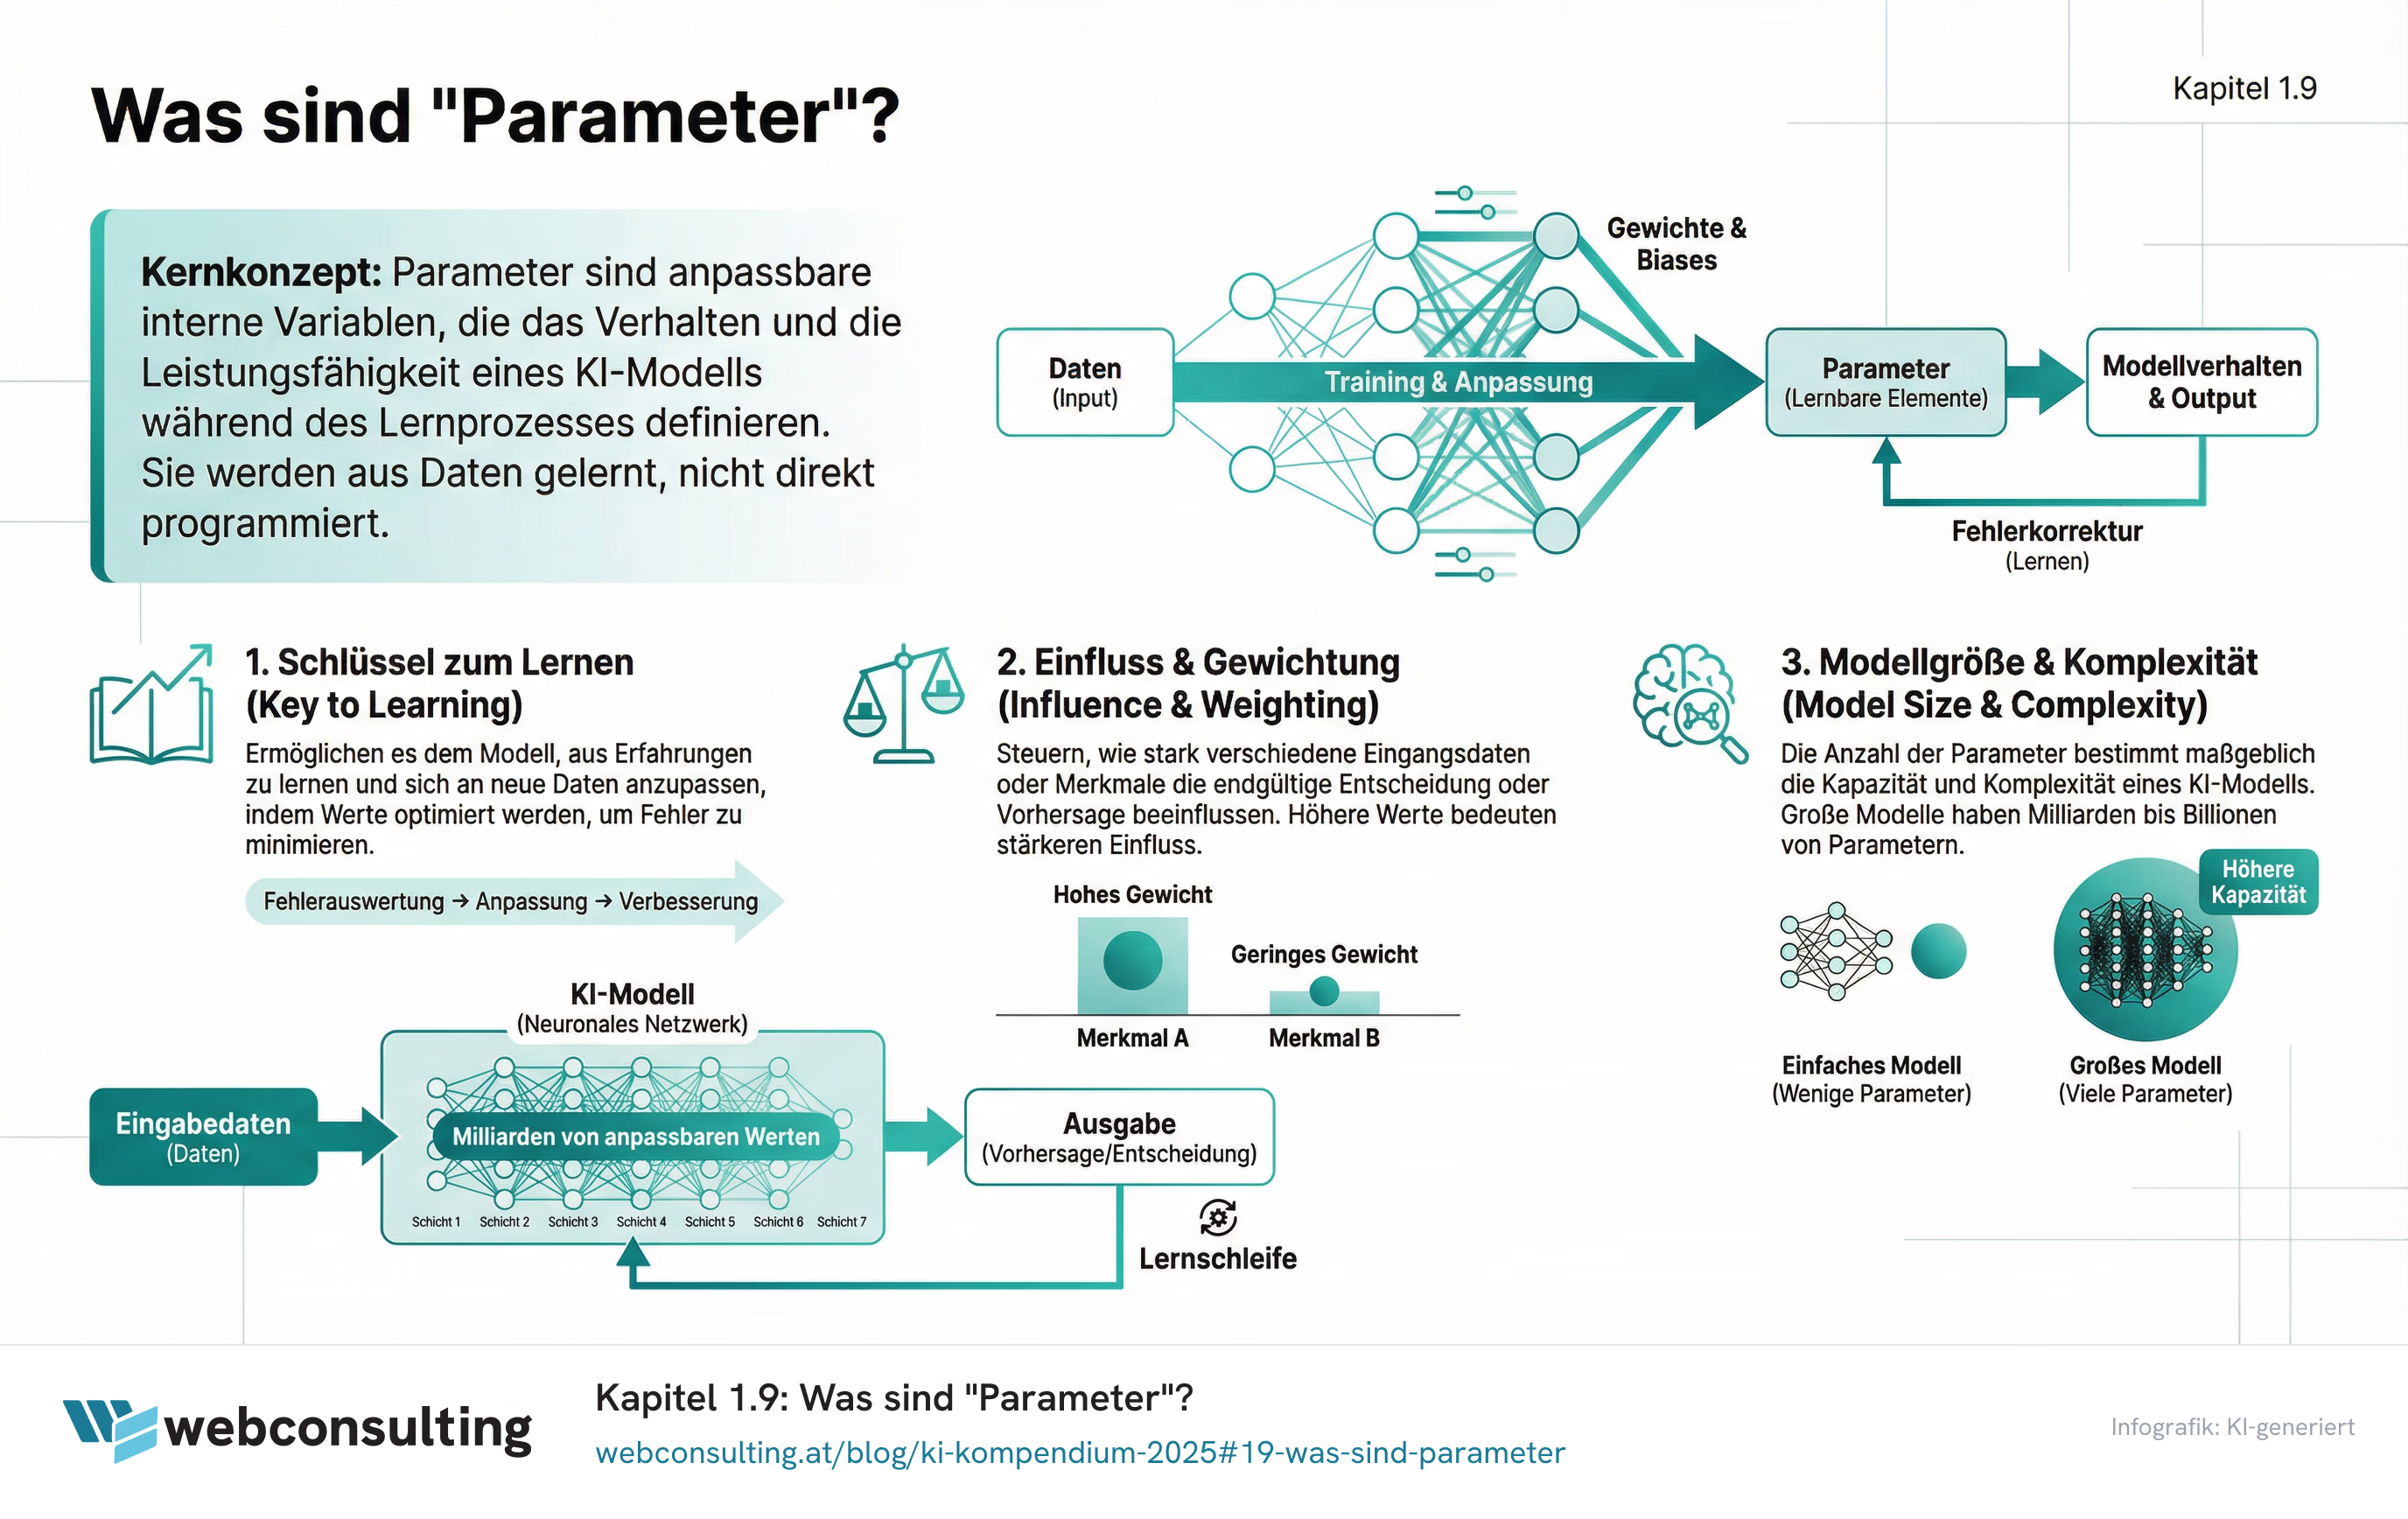 Was sind "Parameter"?
Kapitel 1.9
Kernkonzept: Parameter sind anpassbare
interne Variablen, die das Verhalten und die
Leistungsfähigkeit eines KI-Modells
während des Lernprozesses definieren.
Sie werden aus Daten gelernt, nicht direkt
programmiert.
Gewichte &
Biases
Daten
(Input)
Training & Anpassung
Parameter
(Lernbare Elemente)
Modellverhalten
& Output
Fehlerkorrektur
(Lernen)
1. Schlüssel zum Lernen
(Key to Learning)
Ermöglichen es dem Modell, aus Erfahrungen
zu lernen und sich an neue Daten anzupassen,
indem Werte optimiert werden, um Fehler zu
minimieren.
Fehlerauswertung → Anpassung → Verbesserung
2. Einfluss & Gewichtung
(Influence & Weighting)
Steuern, wie stark verschiedene Eingangsdaten
oder Merkmale die endgültige Entscheidung oder
Vorhersage beeinflussen. Höhere Werte bedeuten
stärkeren Einfluss.
Hohes Gewicht
Geringes Gewicht
Merkmal A
Merkmal B
3. Modellgröße & Komplexität
(Model Size & Complexity)
Die Anzahl der Parameter bestimmt maßgeblich
die Kapazität und Komplexität eines KI-Modells.
Große Modelle haben Milliarden bis Billionen
von Parametern.
Höhere
Kapazität
Einfaches Modell
(Wenige Parameter)
Großes Modell
(Viele Parameter)
KI-Modell
(Neuronales Netzwerk)
Eingabedaten
(Daten)
Milliarden von anpassbaren Werten
Schicht 1 Schicht 2 Schicht 3 Schicht 4 Schicht 5 Schicht 6 Schicht 7
Ausgabe
(Vorhersage/Entscheidung)
Lernschleife
webconsulting
Kapitel 1.9: Was sind "Parameter"?
webconsulting.at/blog/ki-kompendium-2025#19-was-sind-parameter
Infografik: KI-generiert